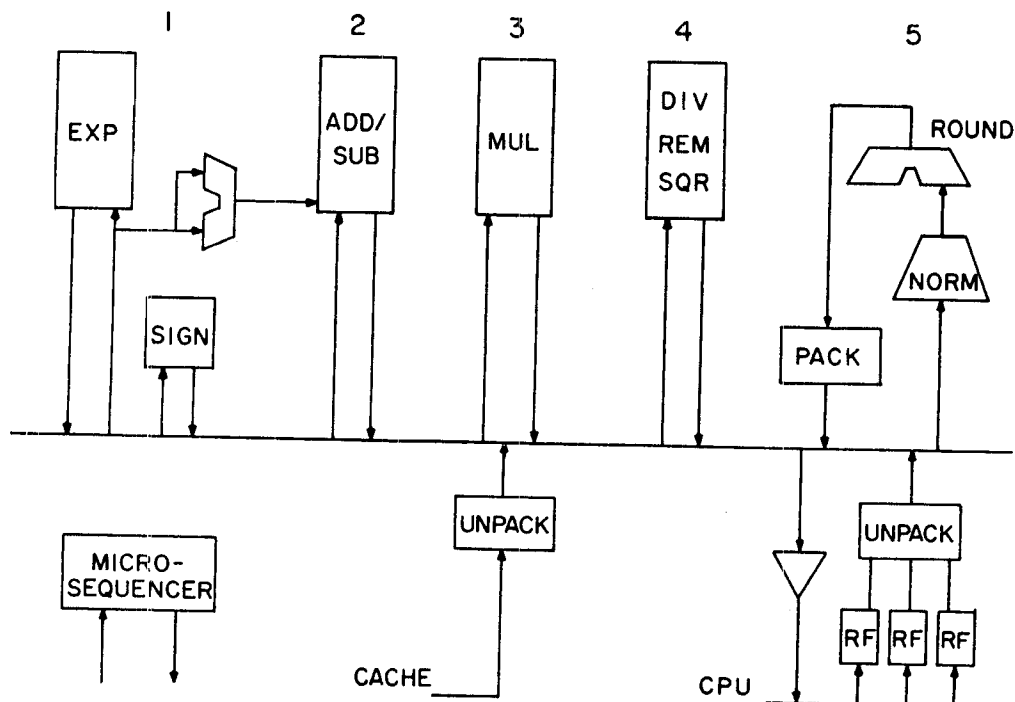 1
2
3
4
5
EXP
ADD/
SUB
MUL
DIV
REM
SQR
ROUND
NORM
SIGN
PACK
UNPACK
UNPACK
MICRO-
SEQUENCER
RF
RF
RF
CACHE
CPU